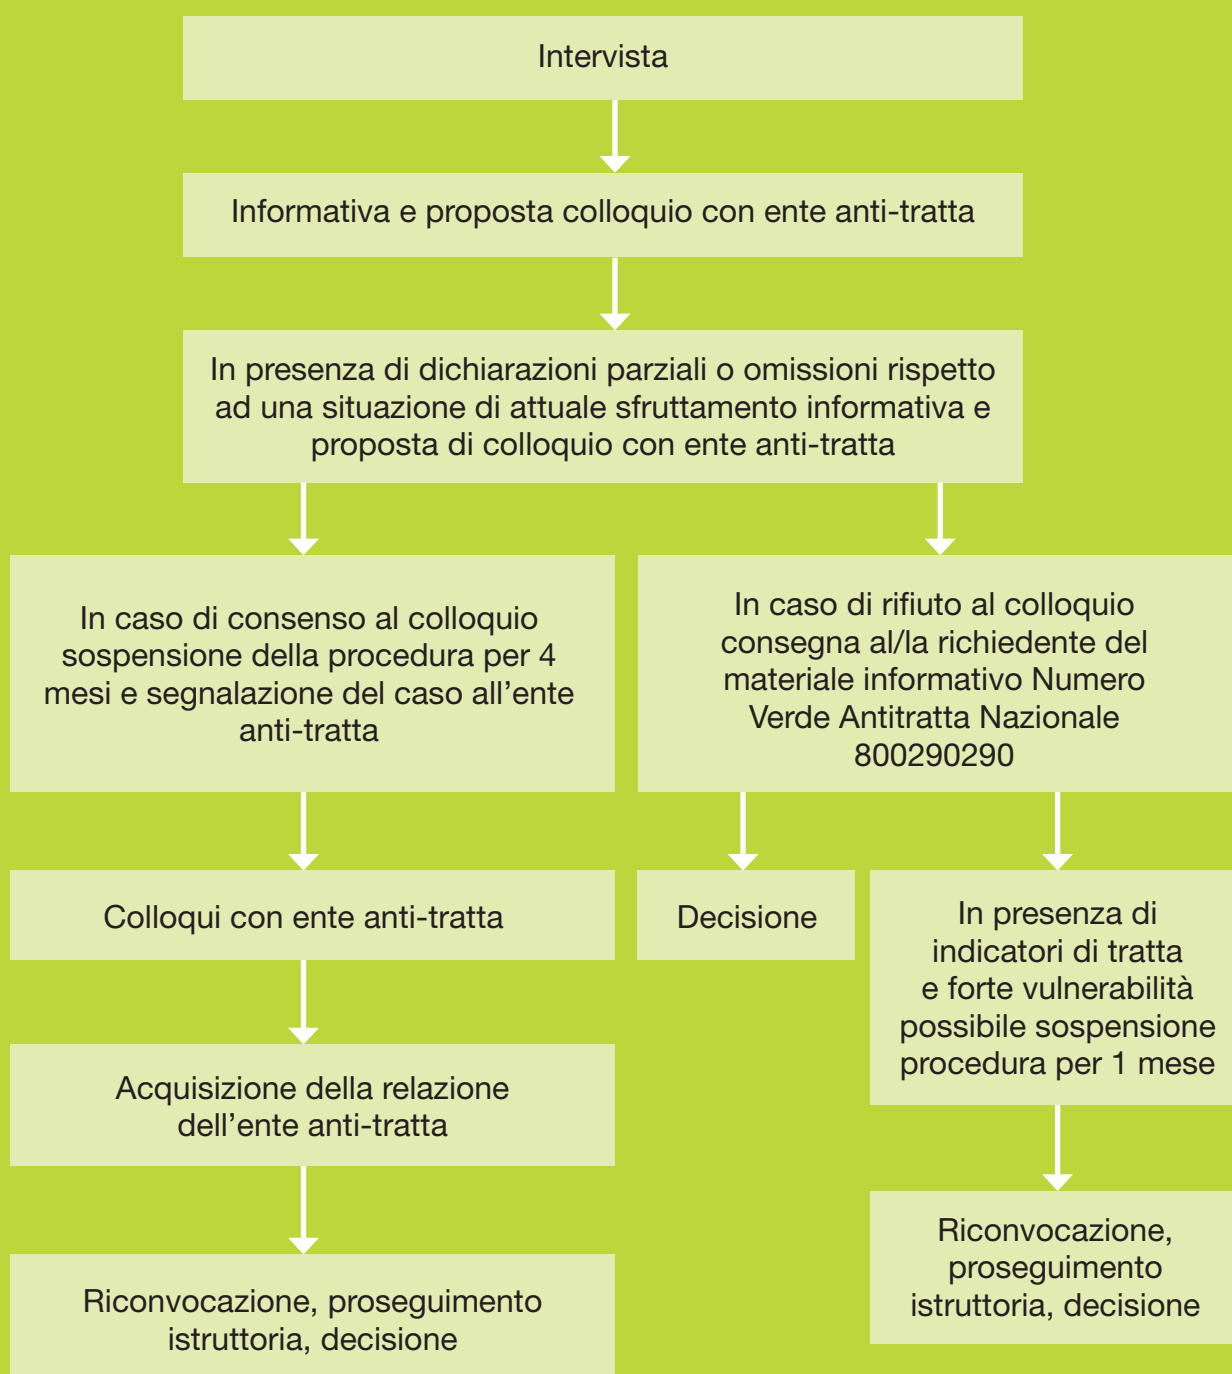 Intervista
Informativa e proposta colloquio con ente anti-tratta
In presenza di dichiarazioni parziali o omissioni rispetto
ad una situazione di attuale sfruttamento informativa e
proposta di colloquio con ente anti-tratta
In caso di consenso al colloquio
sospensione della procedura per 4
mesi e segnalazione del caso all’ente
anti-tratta
In caso di rifiuto al colloquio
consegna al/la richiedente del
materiale informativo Numero
Verde Antitratta Nazionale
800290290
Colloqui con ente anti-tratta
Decisione
In presenza di
indicatori di tratta
e forte vulnerabilità
possibile sospensione
procedura per 1 mese
Acquisizione della relazione
dell’ente anti-tratta
Riconvocazione, proseguimento
istruttoria, decisione
Riconvocazione,
proseguimento
istruttoria, decisione